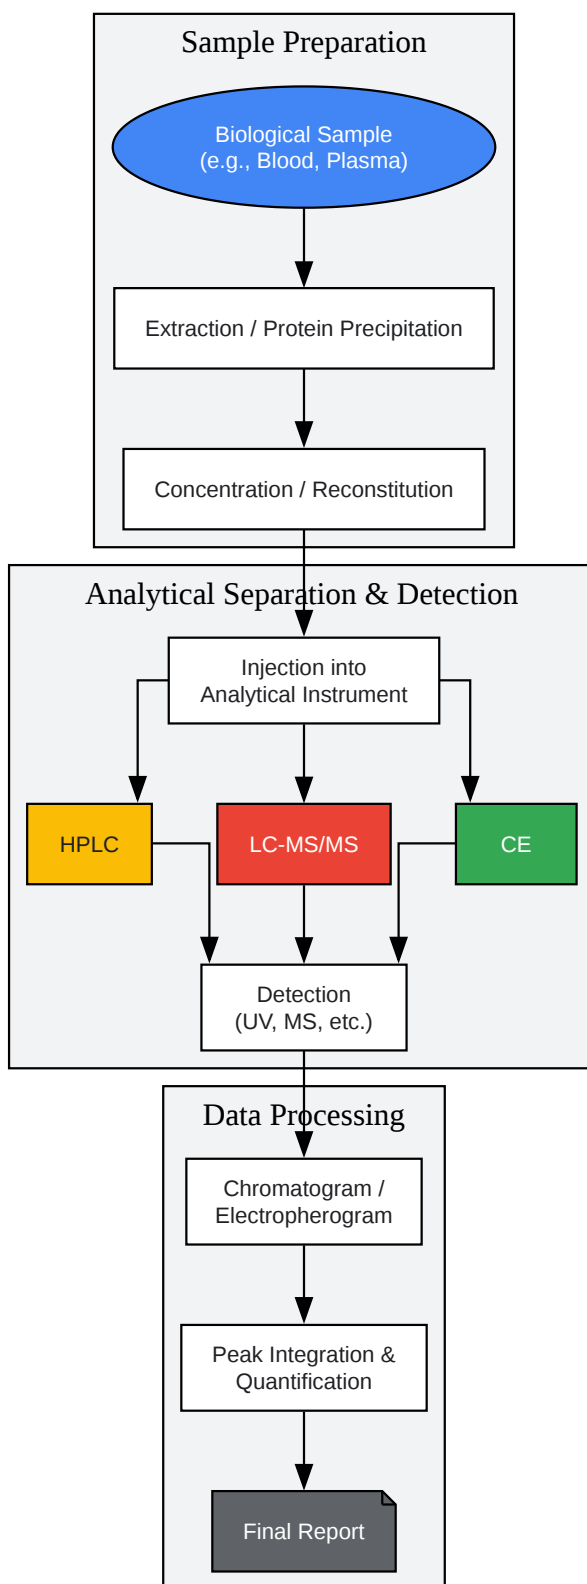 Sample Preparation
Biological Sample
(e.g., Blood, Plasma)
Extraction / Protein Precipitation
Concentration / Reconstitution
Analytical Separation & Detection
Injection into
Analytical Instrument
HPLC
LC-MS/MS
CE
Detection
(UV, MS, etc.)
Data Processing
Chromatogram /
Electropherogram
Peak Integration &
Quantification
Final Report